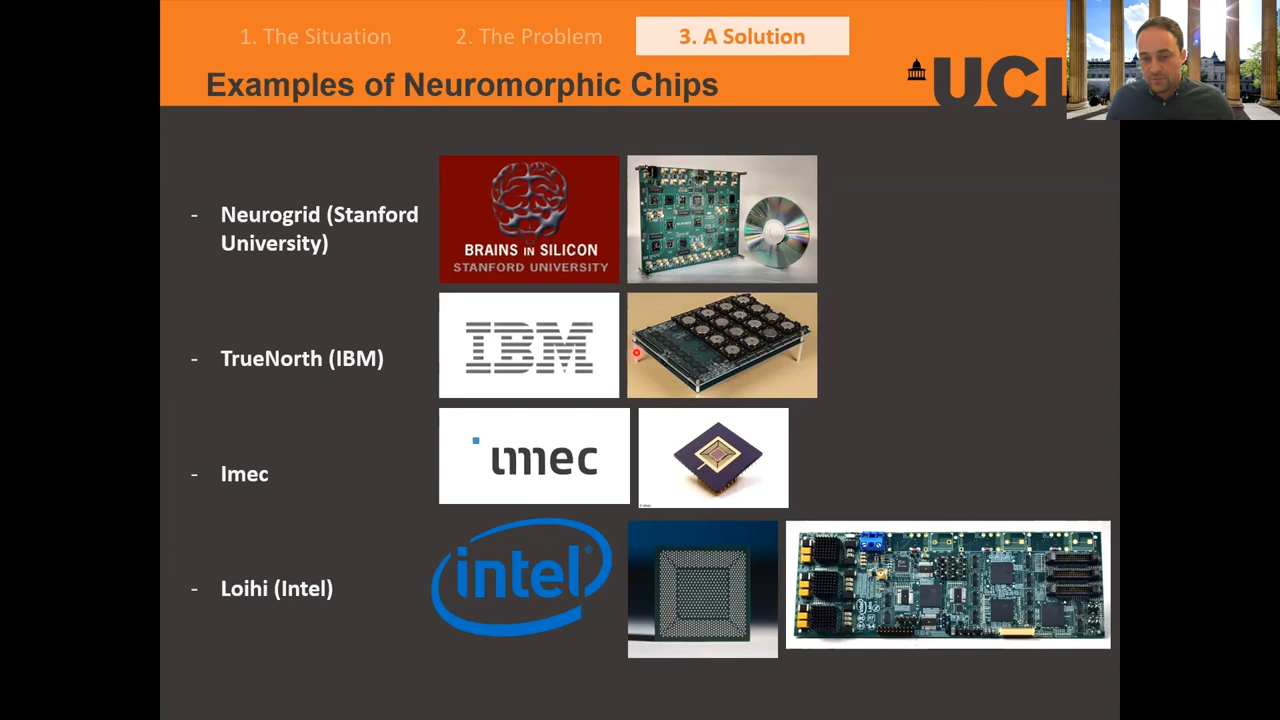 1. The Situation
2. The Problem
3. A Solution
Examples of Neuromorphic Chips
UCL
- Neurogrid (Stanford
University)
BRAINS IN SILICON
STANFORD UNIVERSITY
- TrueNorth (IBM)
IBM
- Imec
imec
- Loihi (Intel)
intel®